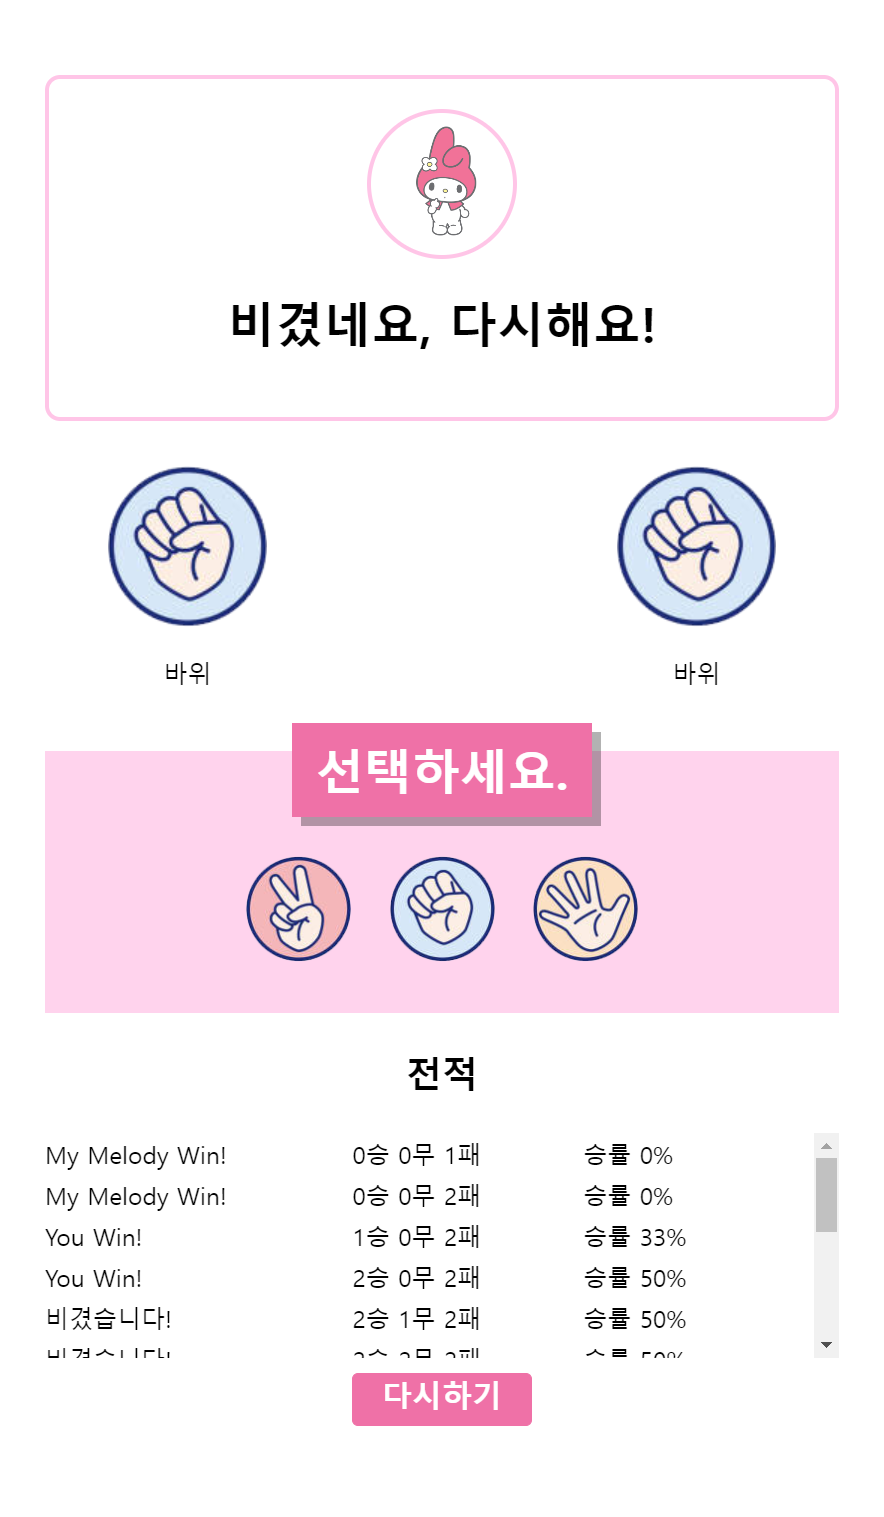 비겼네요, 다시해요!
바위 바위
선택하세요.
전적
My Melody Win! 0승 0무 1패 승률 0%
My Melody Win! 0승 0무 2패 승률 0%
You Win! 1승 0무 2패 승률 33%
You Win! 2승 0무 2패 승률 50%
비겼습니다! 2승 1무 2패 승률 50%
다시하기